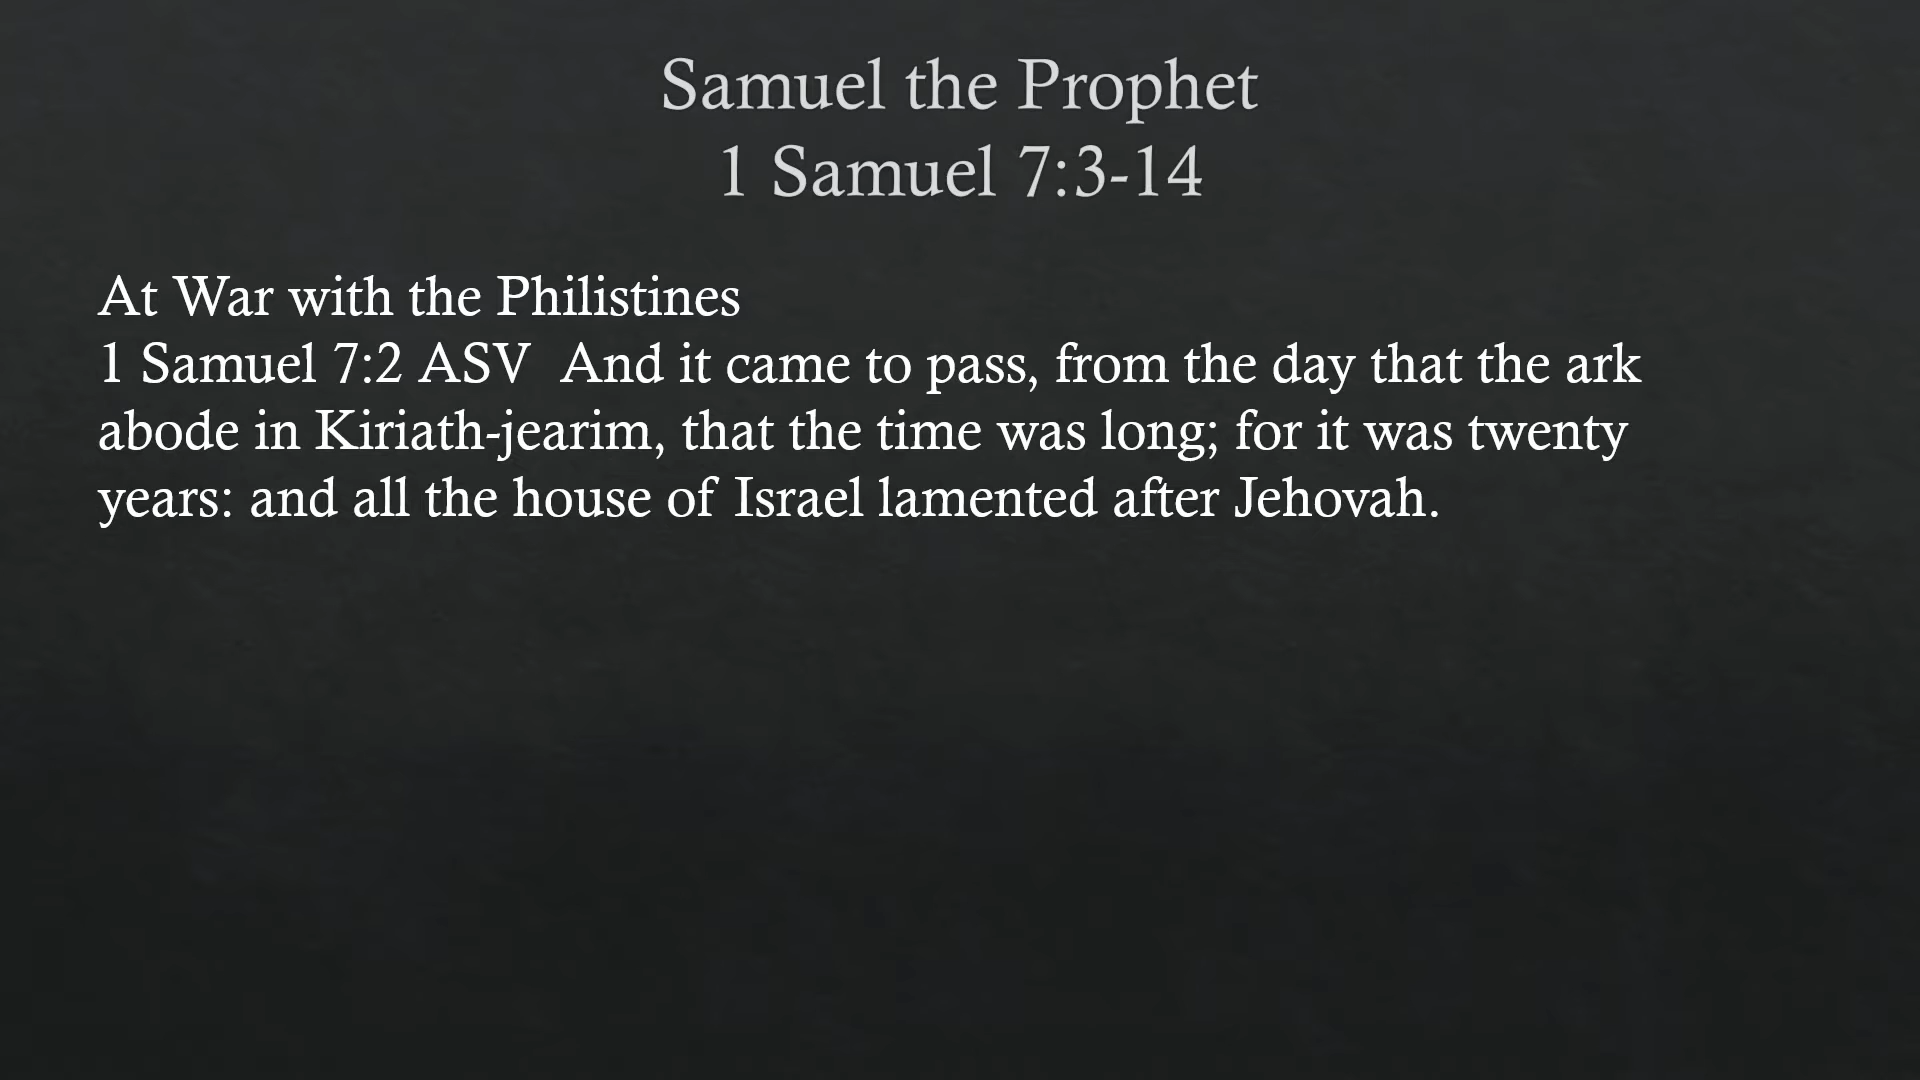 Samuel the Prophet
1 Samuel 7:3-14
At War with the Philistines
1 Samuel 7:2 ASV  And it came to pass, from the day that the ark
abode in Kiriath-jearim, that the time was long; for it was twenty
years: and all the house of Israel lamented after Jehovah.